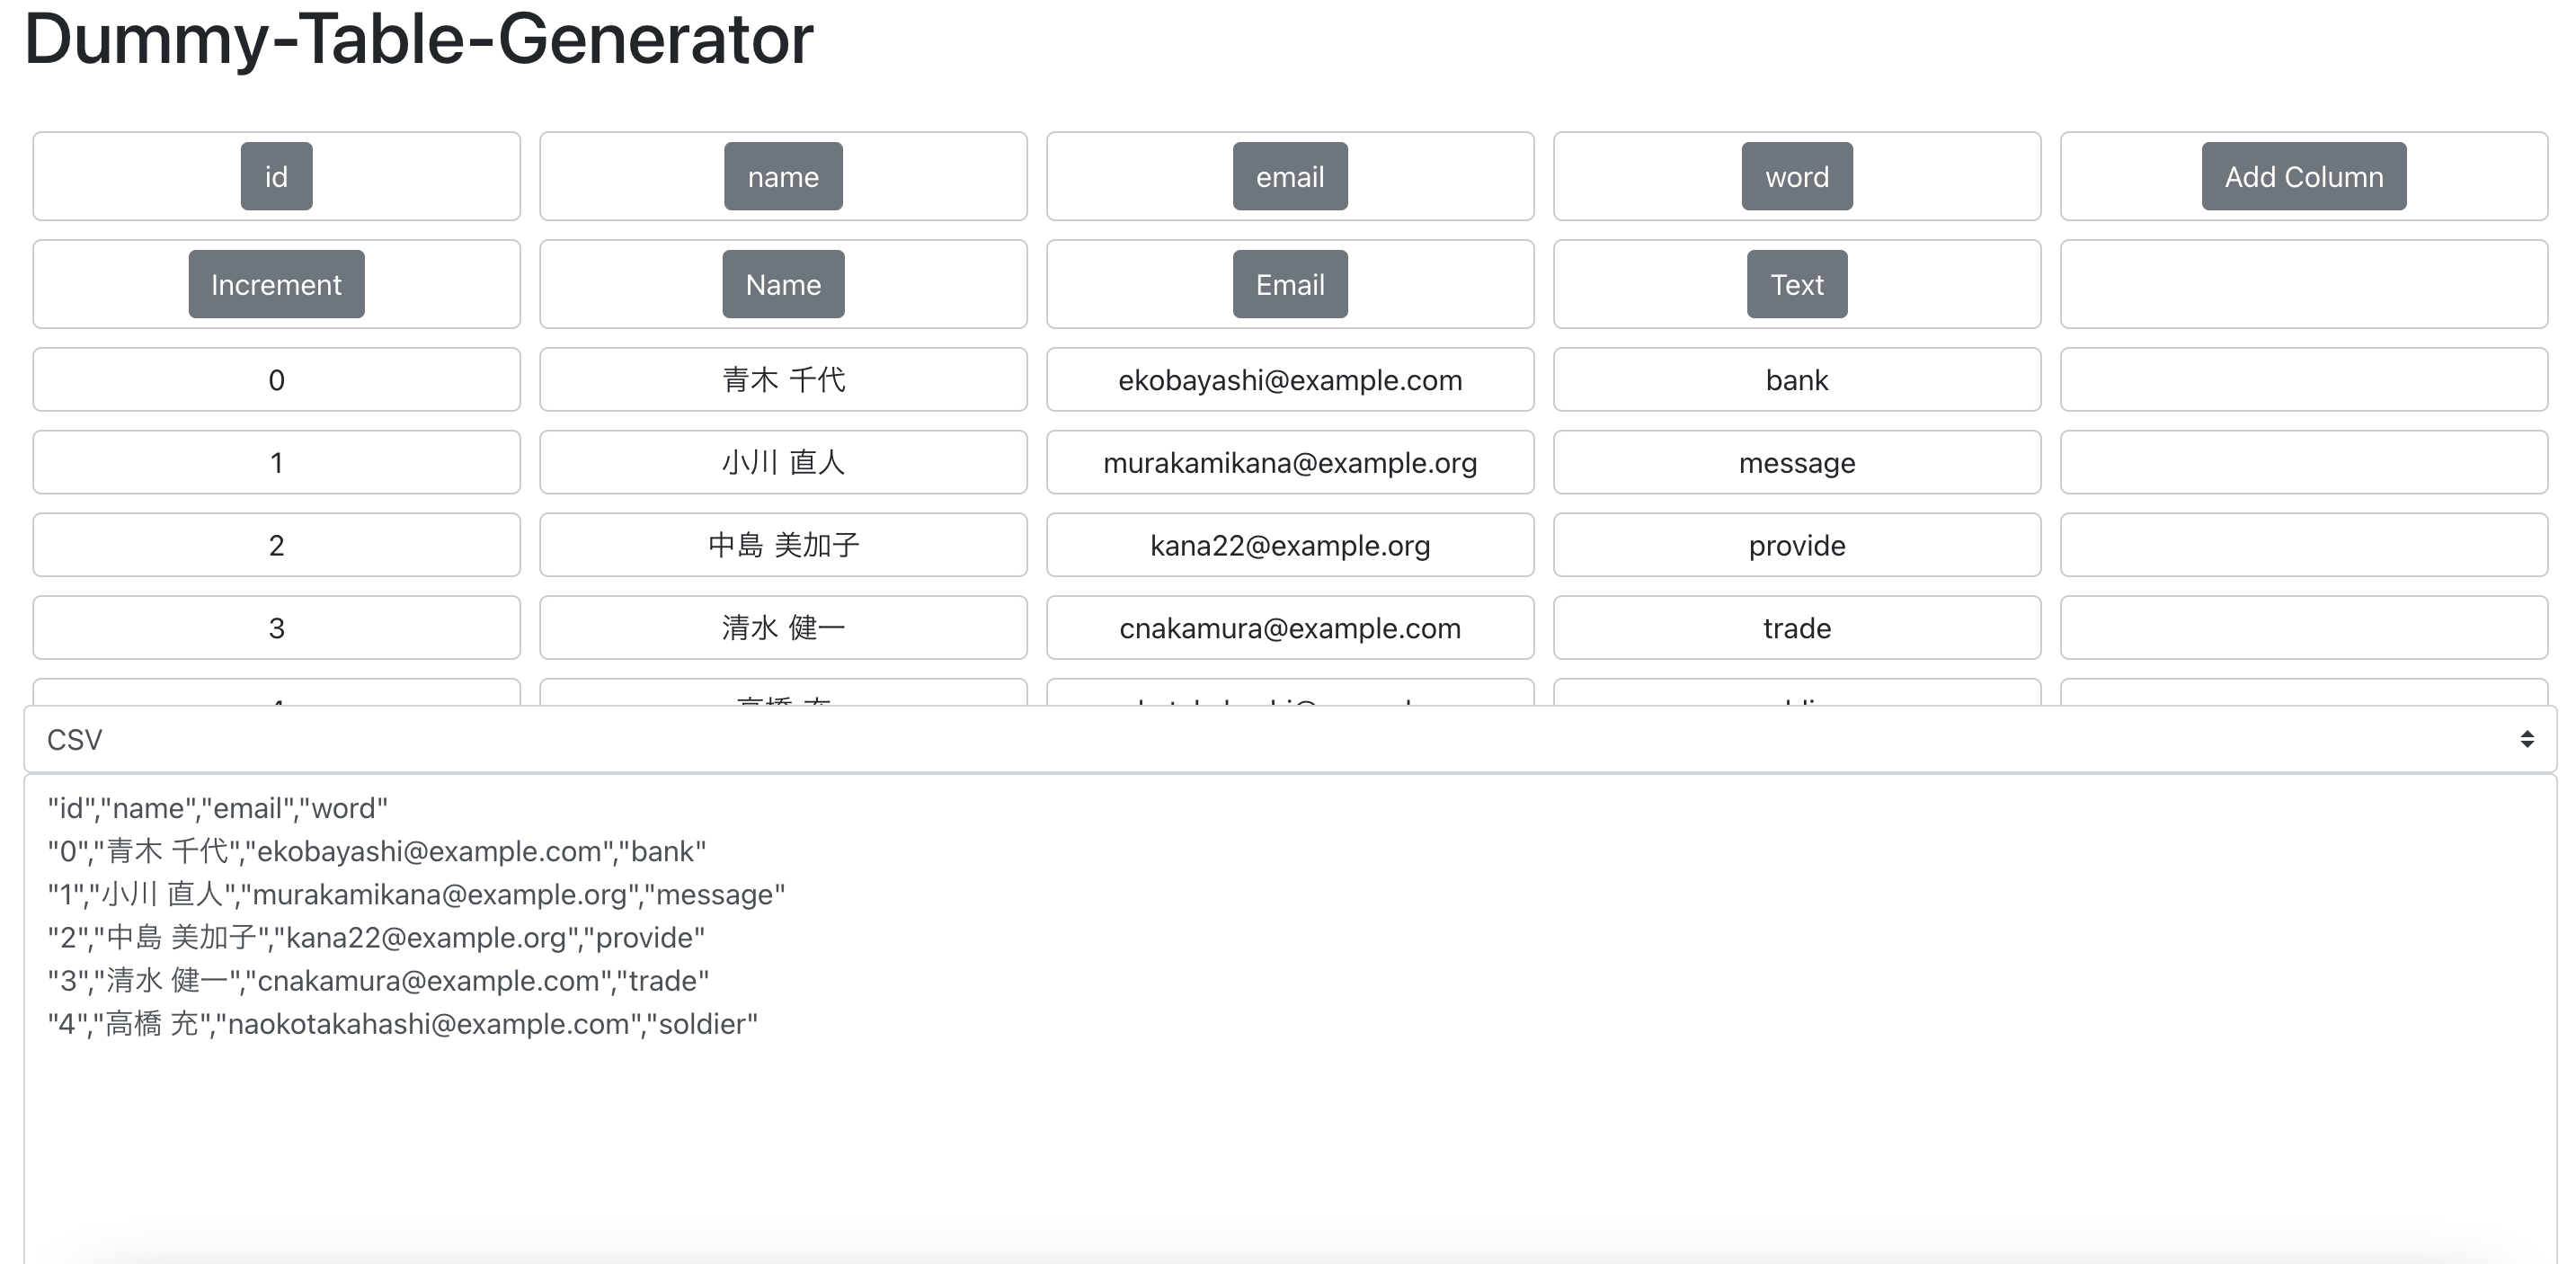 Dummy-Table-Generator
id name email word Add Column
Increment Name Email Text
0 青木 千代 ekobayashi@example.com bank
1 小川 直人 murakamikana@example.org message
2 中島 美加子 kana22@example.org provide
3 清水 健一 cnakamura@example.com trade
CSV
"id","name","email","word"
"0","青木 千代","ekobayashi@example.com","bank"
"1","小川 直人","murakamikana@example.org","message"
"2","中島 美加子","kana22@example.org","provide"
"3","清水 健一","cnakamura@example.com","trade"
"4","高橋 充","naokotakahashi@example.com","soldier"